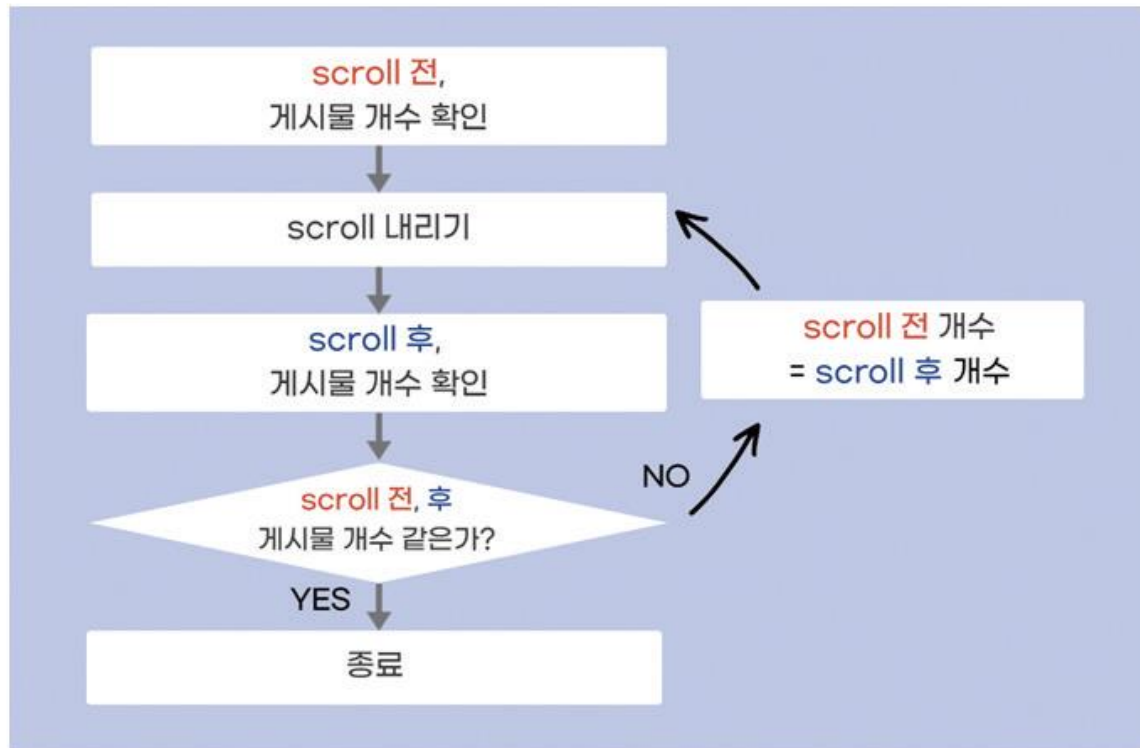 scroll 전,
게시물 개수 확인
scroll 내리기
scroll 후,
게시물 개수 확인
scroll 전 개수
= scroll 후 개수
NO
scroll 전, 후
게시물 개수 같은가?
YES
종료